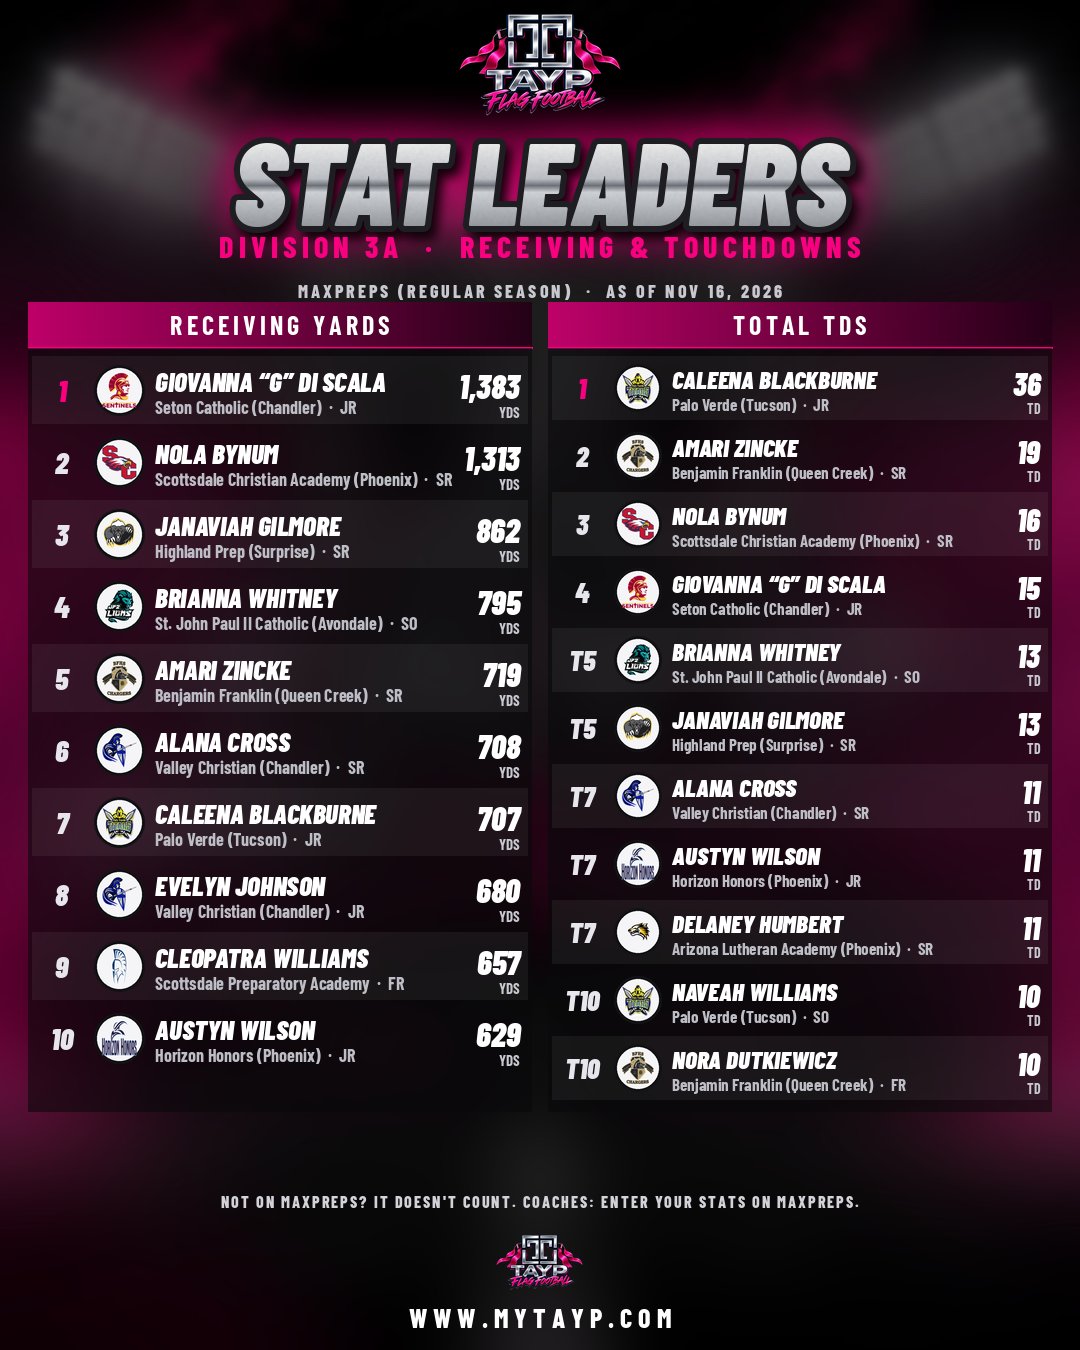 TAYP
FLAG FOOTBALL
STAT LEADERS
DIVISION 3A · RECEIVING & TOUCHDOWNS
MAXPREPS (REGULAR SEASON) · AS OF NOV 16, 2026
RECEIVING YARDS
1 GIOVANNA “G” DI SCALA 1,383
SENTINELS Seton Catholic (Chandler) · JR YDS
2 NOLA BYNUM 1,313
Scottsdale Christian Academy (Phoenix) · SR YDS
3 JANAVIAH GILMORE 862
Highland Prep (Surprise) · SR YDS
4 BRIANNA WHITNEY 795
LIONS St. John Paul II Catholic (Avondale) · SO YDS
5 AMARI ZINCKE 719
CHARGERS Benjamin Franklin (Queen Creek) · SR YDS
6 ALANA CROSS 708
Valley Christian (Chandler) · SR YDS
7 CALEENA BLACKBURNE 707
Palo Verde (Tucson) · JR YDS
8 EVELYN JOHNSON 680
Valley Christian (Chandler) · JR YDS
9 CLEOPATRA WILLIAMS 657
Scottsdale Preparatory Academy · FR YDS
10 AUSTYN WILSON 629
HORIZON HONORS Horizon Honors (Phoenix) · JR YDS
TOTAL TDS
1 CALEENA BLACKBURNE 36
Palo Verde (Tucson) · JR TD
2 AMARI ZINCKE 19
CHARGERS Benjamin Franklin (Queen Creek) · SR TD
3 NOLA BYNUM 16
Scottsdale Christian Academy (Phoenix) · SR TD
4 GIOVANNA “G” DI SCALA 15
SENTINELS Seton Catholic (Chandler) · JR TD
T5 BRIANNA WHITNEY 13
LIONS St. John Paul II Catholic (Avondale) · SO TD
T5 JANAVIAH GILMORE 13
Highland Prep (Surprise) · SR TD
T7 ALANA CROSS 11
Valley Christian (Chandler) · SR TD
T7 AUSTYN WILSON 11
HORIZON HONORS Horizon Honors (Phoenix) · JR TD
T7 DELANEY HUMBERT 11
Arizona Lutheran Academy (Phoenix) · SR TD
T10 NAVEAH WILLIAMS 10
Palo Verde (Tucson) · SO TD
T10 NORA DUTKIEWICZ 10
CHARGERS Benjamin Franklin (Queen Creek) · FR TD
NOT ON MAXPREPS? IT DOESN'T COUNT. COACHES: ENTER YOUR STATS ON MAXPREPS.
TAYP
FLAG FOOTBALL
WWW.MYTAYP.COM